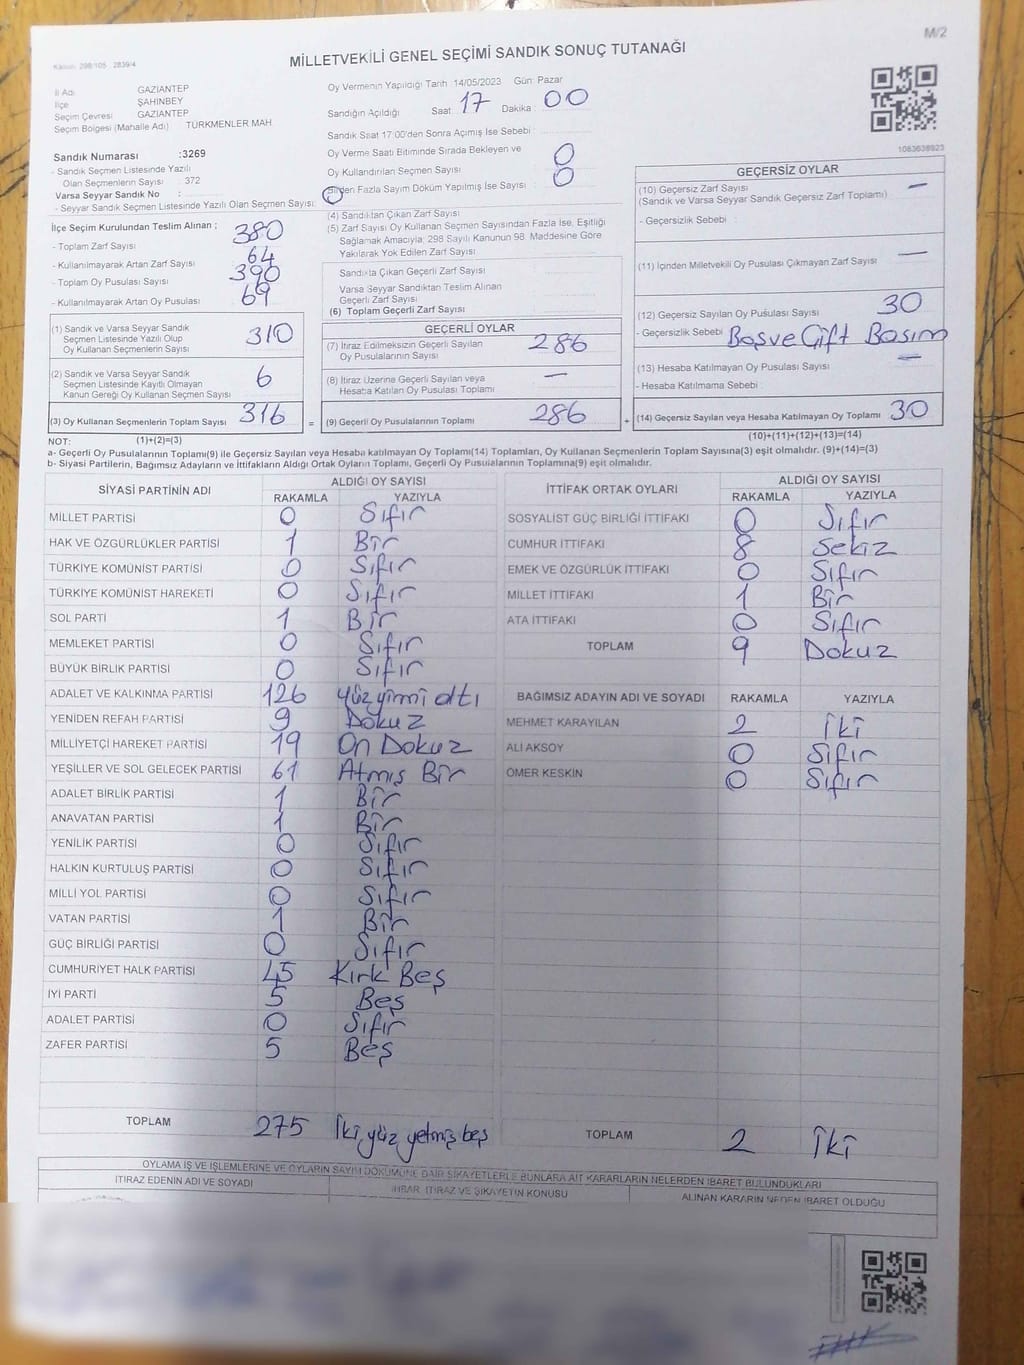 M/2
Kanun: 298/105 2839/4
MİLLETVEKİLİ GENEL SEÇİMİ SANDIK SONUÇ TUTANAĞI
İl Adı GAZİANTEP
İlçe ŞAHİNBEY
Seçim Çevresi GAZİANTEP
Seçim Bölgesi (Mahalle Adı) TÜRKMENLER MAH
Oy Vermenin Yapıldığı Tarih :14/05/2023 Gün: Pazar
Sandığın Açıldığı Saat 17 Dakika 00
Sandık Saat 17:00'den Sonra Açımış İse Sebebi :
Oy Verme Saati Bitiminde Sırada Bekleyen ve
Oy Kullandırılan Seçmen Sayısı 0
Birden Fazla Sayım Döküm Yapılmış İse Sayısı 0
1083638923
Sandık Numarası :3269
- Sandık Seçmen Listesinde Yazılı
Olan Seçmenlerin Sayısı : 372
Varsa Seyyar Sandık No :
- Seyyar Sandık Seçmen Listesinde Yazılı Olan Seçmen Sayısı: 0
İlçe Seçim Kurulundan Teslim Alınan ;
- Toplam Zarf Sayısı 380
- Kullanılmayarak Artan Zarf Sayısı 64
- Toplam Oy Pusulası Sayısı 390
- Kullanılmayarak Artan Oy Pusulası 69
(1) Sandık ve Varsa Seyyar Sandık
Seçmen Listesinde Yazılı Olup
Oy Kullanan Seçmenlerin Sayısı 310
(2) Sandık ve Varsa Seyyar Sandık
Seçmen Listesinde Kayıtlı Olmayan
Kanun Gereği Oy Kullanan Seçmen Sayısı 6
(3) Oy Kullanan Seçmenlerin Toplam Sayısı 316 =
(4) Sandıktan Çıkan Zarf Sayısı
(5) Zarf Sayısı Oy Kullanan Seçmen Sayısından Fazla İse, Eşitliği
Sağlamak Amacıyla; 298 Sayılı Kanunun 98. Maddesine Göre
Yakılarak Yok Edilen Zarf Sayısı
Sandıkta Çıkan Geçerli Zarf Sayısı
Varsa Seyyar Sandıktan Teslim Alınan
Geçerli Zarf Sayısı
(6) Toplam Geçerli Zarf Sayısı
GEÇERLİ OYLAR
(7) İtiraz Edilmeksizin Geçerli Sayılan
Oy Pusulalarının Sayısı 286
(8) İtiraz Üzerine Geçerli Sayılan veya
Hesaba Katılan Oy Pusulası Toplamı —
(9) Geçerli Oy Pusulalarının Toplamı 286 +
GEÇERSİZ OYLAR
(10) Geçersiz Zarf Sayısı —
(Sandık ve Varsa Seyyar Sandık Geçersiz Zarf Toplamı)
- Geçersizlik Sebebi :
(11) İçinden Milletvekili Oy Pusulası Çıkmayan Zarf Sayısı —
(12) Geçersiz Sayılan Oy Pusulası Sayısı 30
- Geçersizlik Sebebi Boş ve Çift Basım
(13) Hesaba Katılmayan Oy Pusulası Sayısı : —
- Hesaba Katılmama Sebebi :
(14) Geçersiz Sayılan veya Hesaba Katılmayan Oy Toplamı 30
NOT: (1)+(2)=(3)
(10)+(11)+(12)+(13)=(14)
a- Geçerli Oy Pusulalarının Toplamı(9) ile Geçersiz Sayılan veya Hesaba katılmayan Oy Toplamı(14) Toplamları, Oy Kullanan Seçmenlerin Toplam Sayısına(3) eşit olmalıdır. (9)+(14)=(3)
b- Siyasi Partilerin, Bağımsız Adayların ve İttifakların Aldığı Ortak Oyların Toplamı, Geçerli Oy Pusulalarının Toplamına(9) eşit olmalıdır.
SİYASİ PARTİNİN ADI ALDIĞI OY SAYISI
RAKAMLA YAZIYLA
MİLLET PARTİSİ 0 Sıfır
HAK VE ÖZGÜRLÜKLER PARTİSİ 1 Bir
TÜRKİYE KOMÜNİST PARTİSİ 0 Sıfır
TÜRKİYE KOMÜNİST HAREKETİ 0 Sıfır
SOL PARTİ 1 Bir
MEMLEKET PARTİSİ 0 Sıfır
BÜYÜK BİRLİK PARTİSİ 0 Sıfır
ADALET VE KALKINMA PARTİSİ 126 yüz yirmi altı
YENİDEN REFAH PARTİSİ 9 Dokuz
MİLLİYETÇİ HAREKET PARTİSİ 19 On Dokuz
YEŞİLLER VE SOL GELECEK PARTİSİ 61 Atmış Bir
ADALET BİRLİK PARTİSİ 1 Bir
ANAVATAN PARTİSİ 1 Bir
YENİLİK PARTİSİ 0 Sıfır
HALKIN KURTULUŞ PARTİSİ 0 Sıfır
MİLLİ YOL PARTİSİ 0 Sıfır
VATAN PARTİSİ 1 Bir
GÜÇ BİRLİĞİ PARTİSİ 0 Sıfır
CUMHURİYET HALK PARTİSİ 45 Kırk Beş
İYİ PARTİ 5 Beş
ADALET PARTİSİ 0 Sıfır
ZAFER PARTİSİ 5 Beş
TOPLAM 275 İki yüz yetmiş beş
İTTİFAK ORTAK OYLARI ALDIĞI OY SAYISI
RAKAMLA YAZIYLA
SOSYALİST GÜÇ BİRLİĞİ İTTİFAKI 0 Sıfır
CUMHUR İTTİFAKI 8 Sekiz
EMEK VE ÖZGÜRLÜK İTTİFAKI 0 Sıfır
MİLLET İTTİFAKI 1 Bir
ATA İTTİFAKI 0 Sıfır
TOPLAM 9 Dokuz
BAĞIMSIZ ADAYIN ADI VE SOYADI RAKAMLA YAZIYLA
MEHMET KARAYILAN 2 İki
ALİ AKSOY 0 Sıfır
ÖMER KESKİN 0 Sıfır
TOPLAM 2 İki
OYLAMA İŞ VE İŞLEMLERİNE VE OYLARIN SAYIM DÖKÜMÜNE DAİR ŞİKAYETLERLE BUNLARA AİT KARARLARIN NELERDEN İBARET BULUNDUKLARI
İTİRAZ EDENİN ADI VE SOYADI
İHBAR, İTİRAZ VE ŞİKAYETİN KONUSU
ALINAN KARARIN NEDEN İBARET OLDUĞU